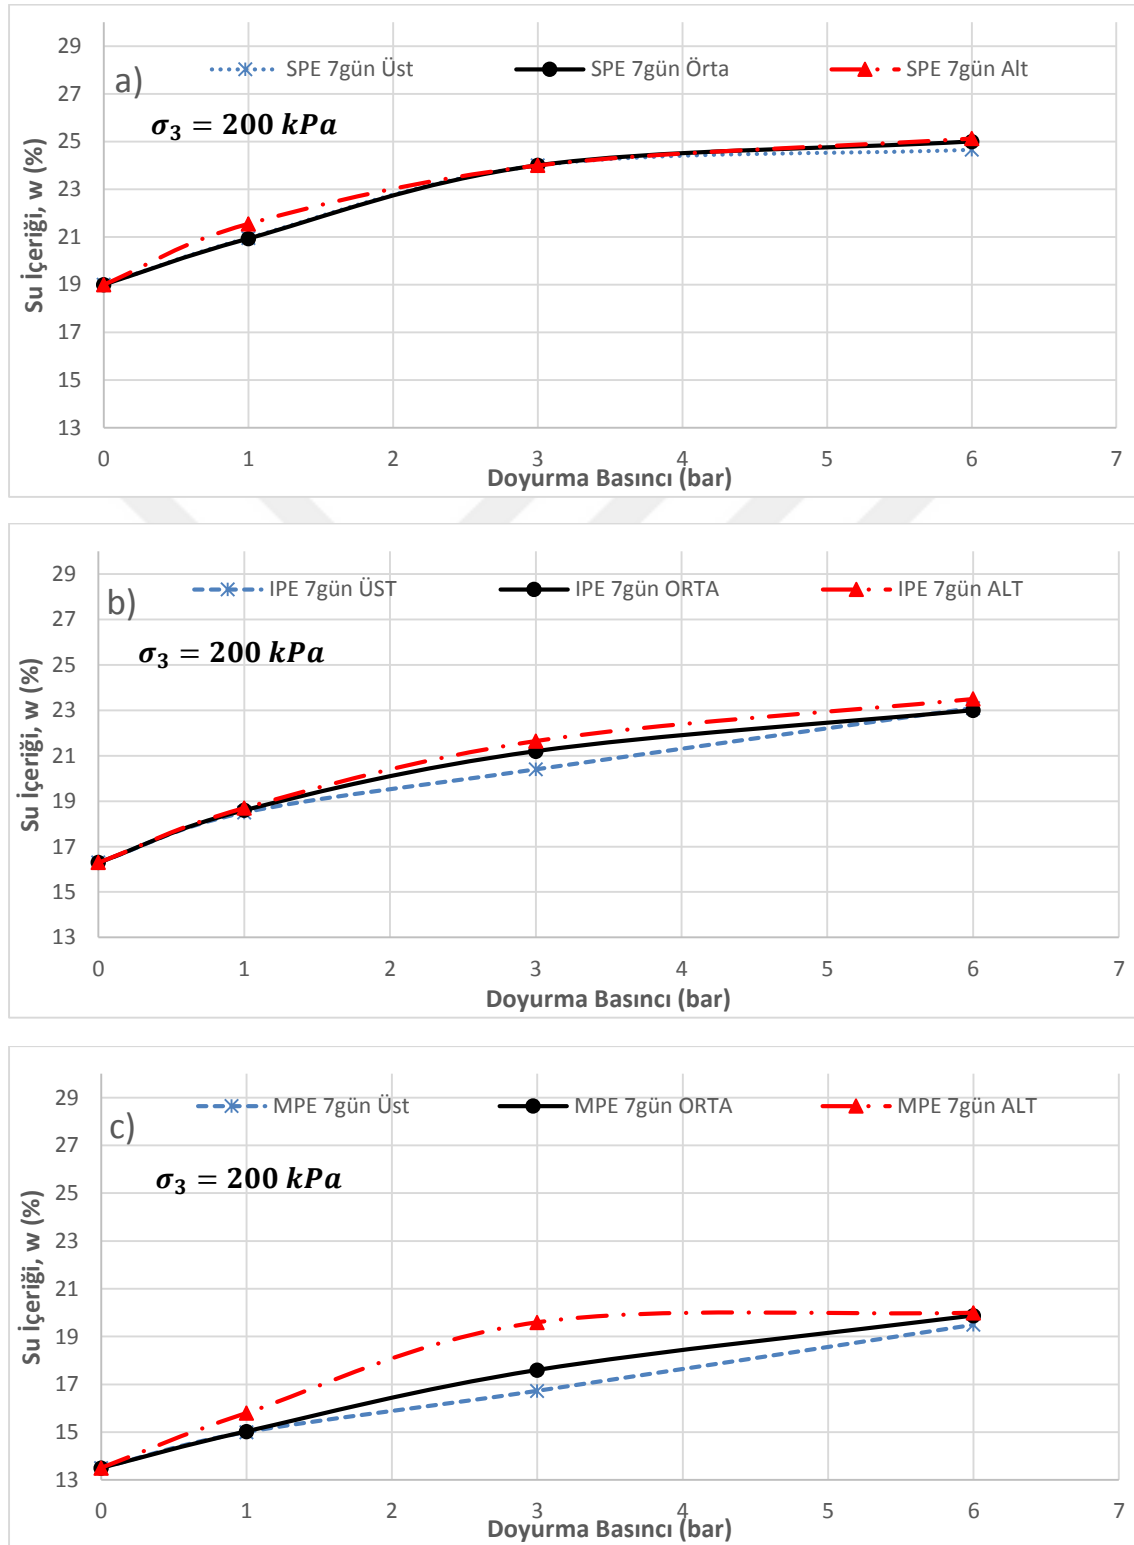 29
27
25
23
21
19
17
15
13
0 1 2 3 4 5 6 7
Su İçeriği, w (%)
Doyurma Basıncı (bar)
a)
SPE 7gün Üst SPE 7gün Örta SPE 7gün Alt
σ₃ = 200 kPa
29
27
25
23
21
19
17
15
13
0 1 2 3 4 5 6 7
Su İçeriği, w (%)
Doyurma Basıncı (bar)
b)
IPE 7gün ÜST IPE 7gün ORTA IPE 7gün ALT
σ₃ = 200 kPa
29
27
25
23
21
19
17
15
13
0 1 2 3 4 5 6 7
Su İçeriği, w (%)
Doyurma Basıncı (bar)
c)
MPE 7gün Üst MPE 7gün ORTA MPE 7gün ALT
σ₃ = 200 kPa